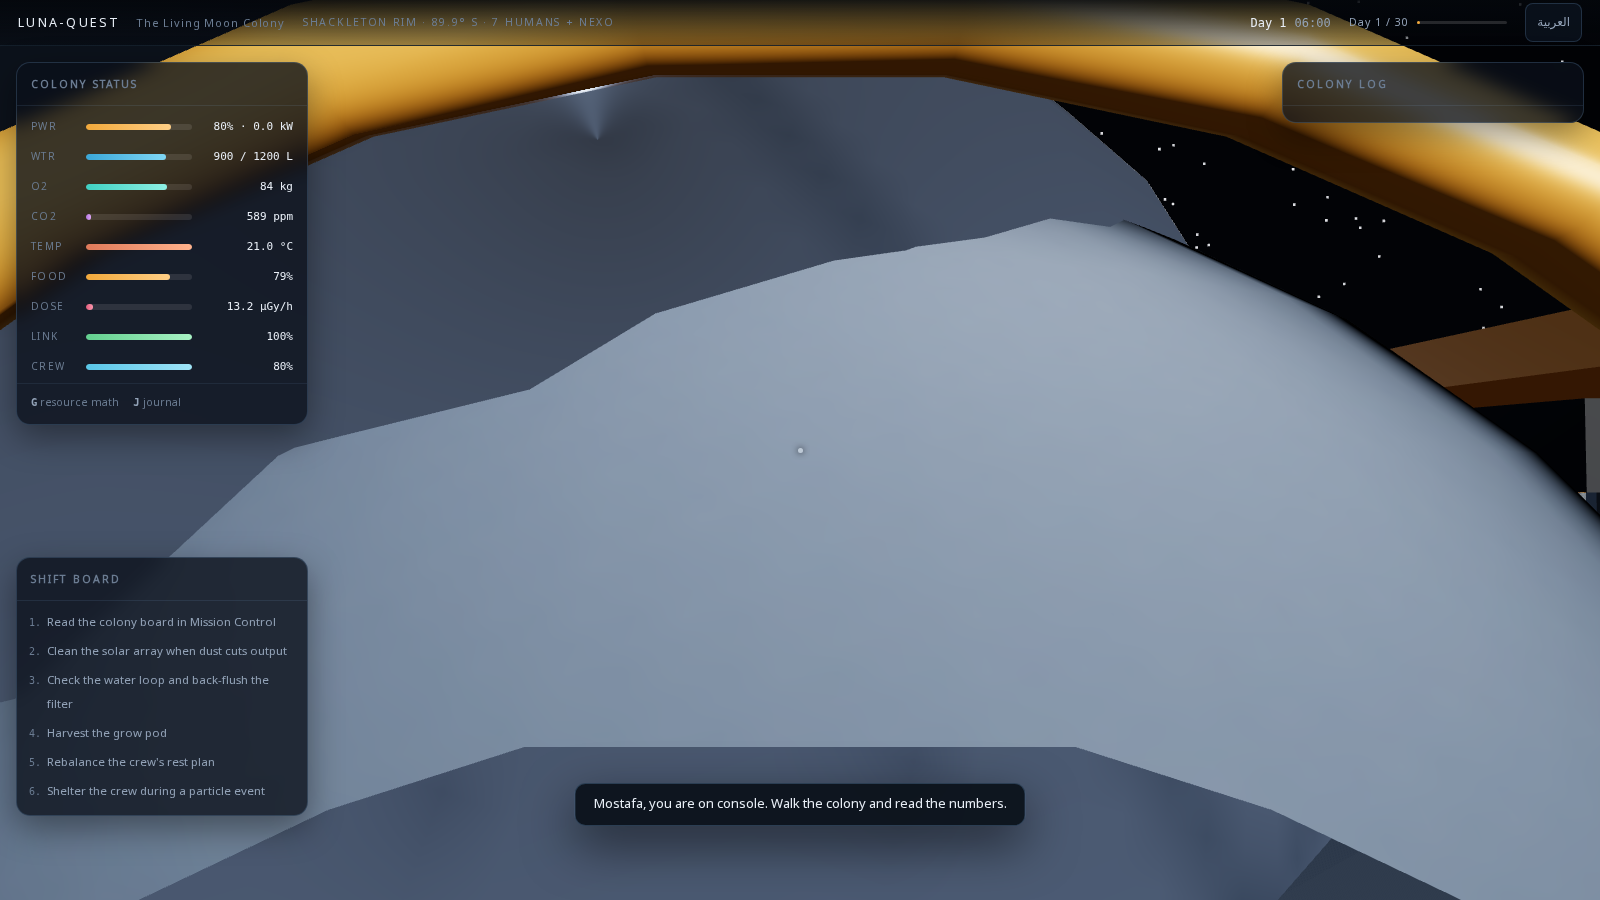 LUNA-QUEST The Living Moon Colony SHACKLETON RIM · 89.9° S · 7 HUMANS + NEXO Day 1 06:00 Day 1 / 30 العربية
COLONY STATUS
PWR 80% · 0.0 kW
WTR 900 / 1200 L
O2 84 kg
CO2 589 ppm
TEMP 21.0 °C
FOOD 79%
DOSE 13.2 µGy/h
LINK 100%
CREW 80%
G resource math J journal
COLONY LOG
SHIFT BOARD
1. Read the colony board in Mission Control
2. Clean the solar array when dust cuts output
3. Check the water loop and back-flush the
filter
4. Harvest the grow pod
5. Rebalance the crew's rest plan
6. Shelter the crew during a particle event
Mostafa, you are on console. Walk the colony and read the numbers.